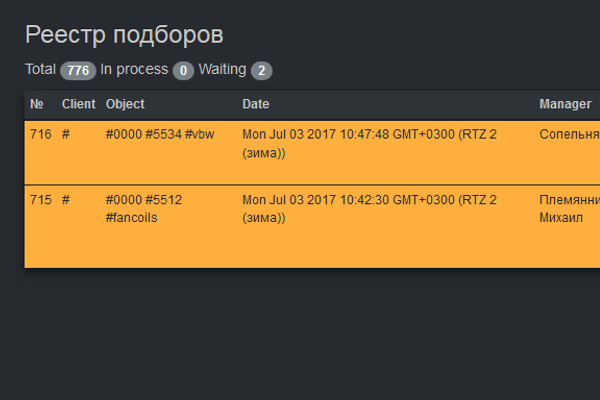 Реестр подборов
Total 776 In process 0 Waiting 2
№ Client Object Date Manager
716 # #0000 #5534 #vbw Mon Jul 03 2017 10:47:48 GMT+0300 (RTZ 2 Сопельня
(зима))
715 # #0000 #5512 Mon Jul 03 2017 10:42:30 GMT+0300 (RTZ 2 Племянни
#fancoils (зима)) Михаил